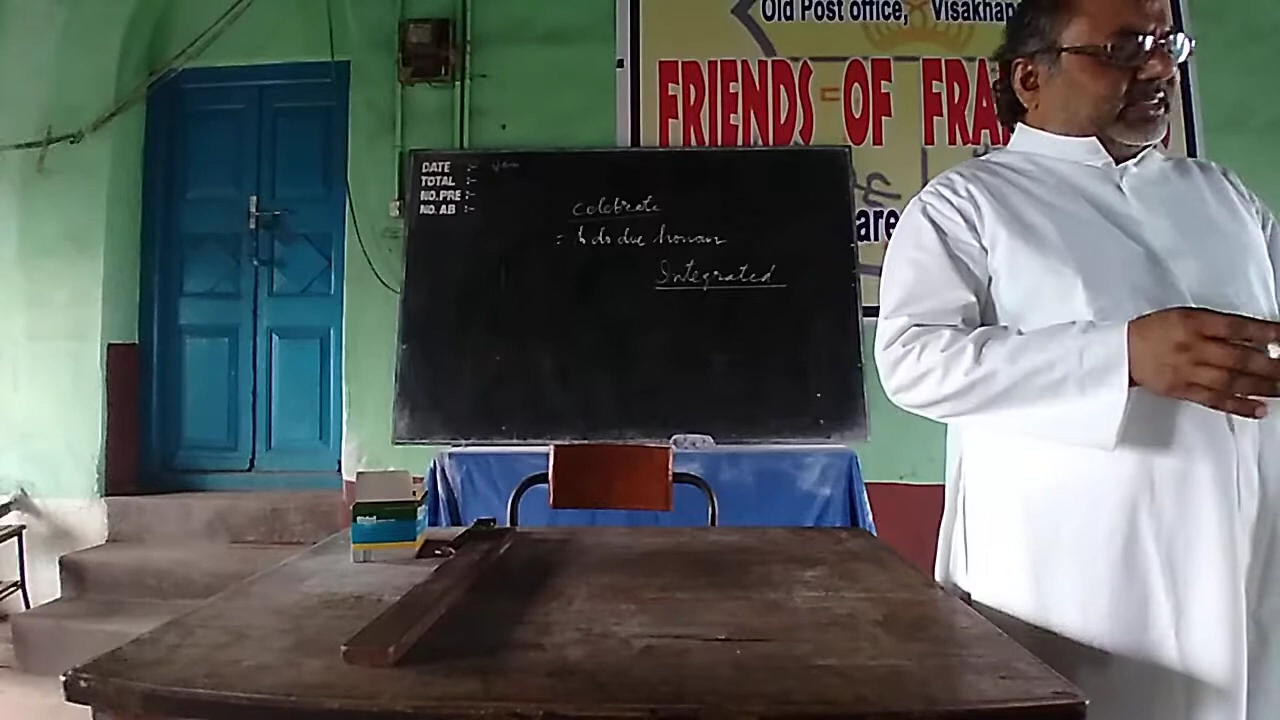 Old Post office, Visakhap
FRIENDS OF FRA
are
DATE :-
TOTAL :-
NO.PRE :-
NO. AB :-
celebrate
= to do due honour
Integrated